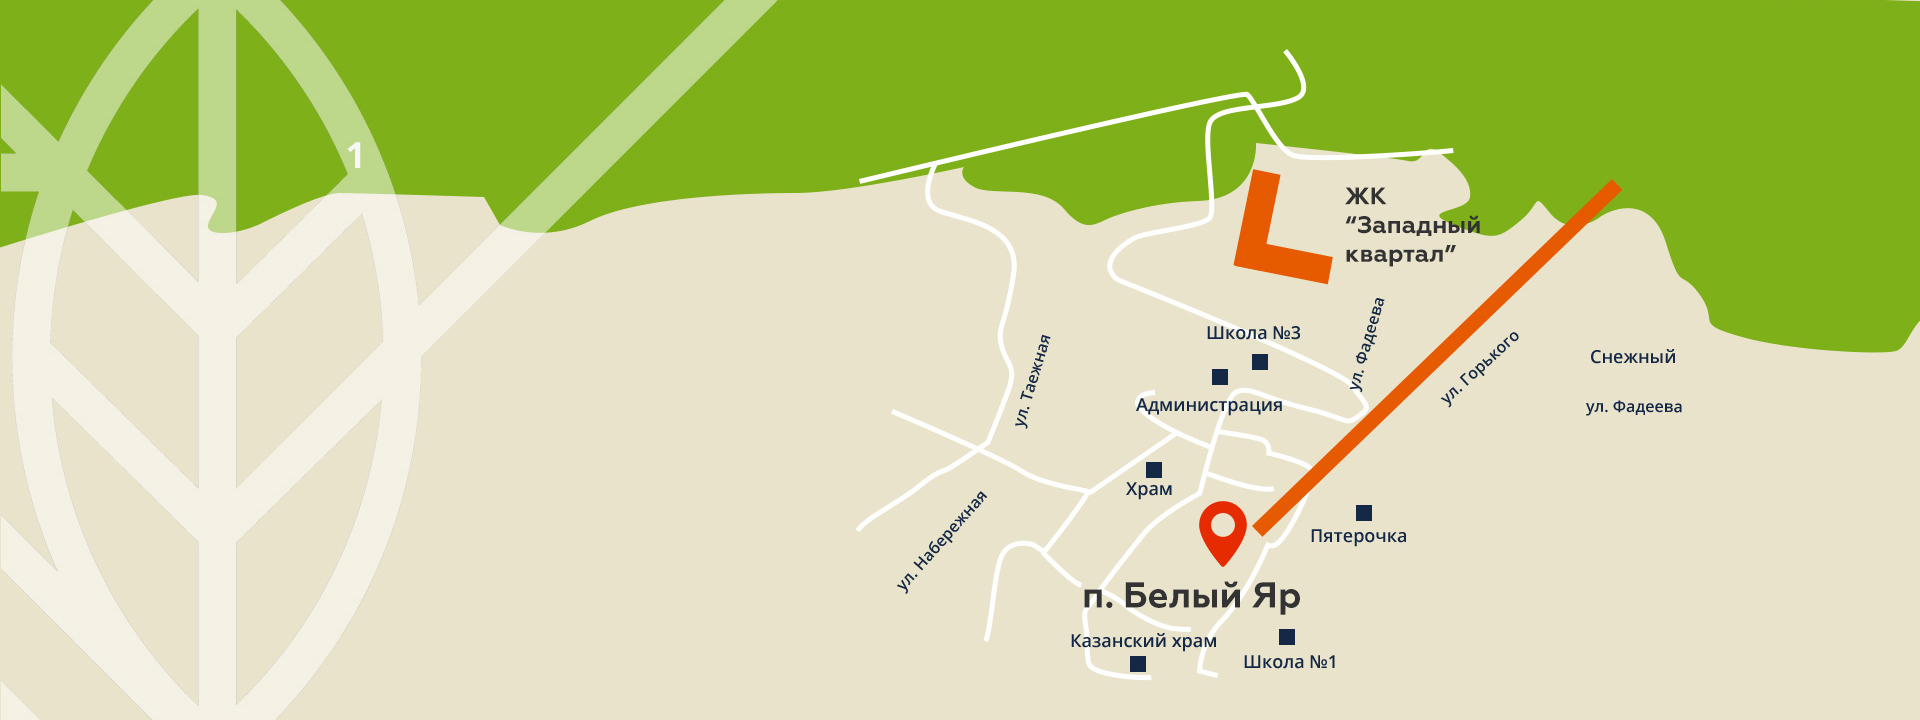 1
ЖК
“Западный
квартал”
ул. Фадеева
Школа №3
ул. Таежная
ул. Горького
Снежный
Администрация
ул. Фадеева
Храм
ул. Набережная
Пятерочка
п. Белый Яр
Казанский храм
Школа №1